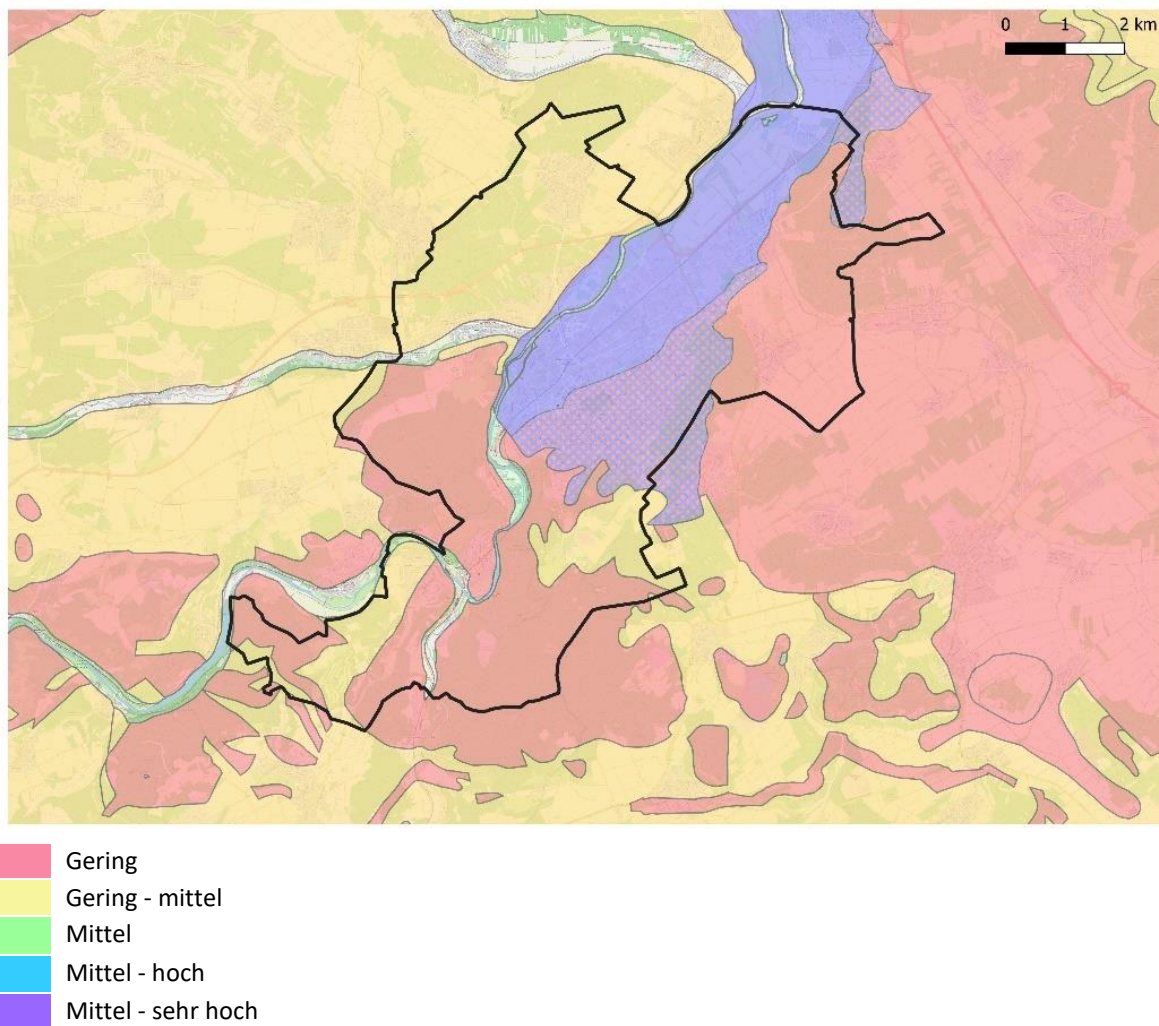 0 1 2 km
Gering
Gering - mittel
Mittel
Mittel - hoch
Mittel - sehr hoch